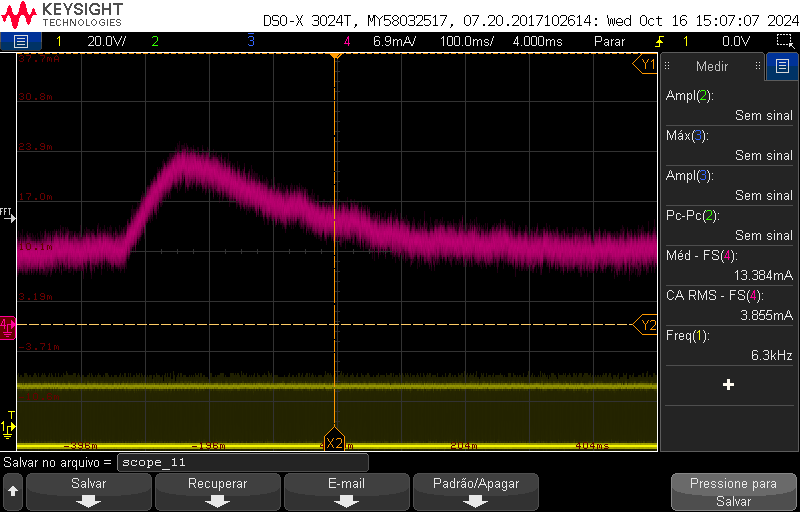 KEYSIGHT
TECHNOLOGIES
DSO-X 3024T, MY58032517, 07.20.2017102614: Wed Oct 16 15:07:07 2024
1 20.0V/ 2 3 4 6.9mA/ 100.0ms/ 4.000ms Parar 1 0.0V
37.7mA
30.8m
23.9m
17.0m
10.1m
3.19m
-3.71m
FFT
4
T
1
Y1
Y2
X2
-396m -196m 204m 404ms
Medir
Ampl(2):
Sem sinal
Máx(3):
Sem sinal
Ampl(3):
Sem sinal
Pc-Pc(2):
Sem sinal
Méd - FS(4):
13.384mA
CA RMS - FS(4):
3.855mA
Freq(1):
6.3kHz
Salvar no arquivo = scope_11
Salvar
Recuperar
E-mail
Padrão/Apagar
Pressione para
Salvar